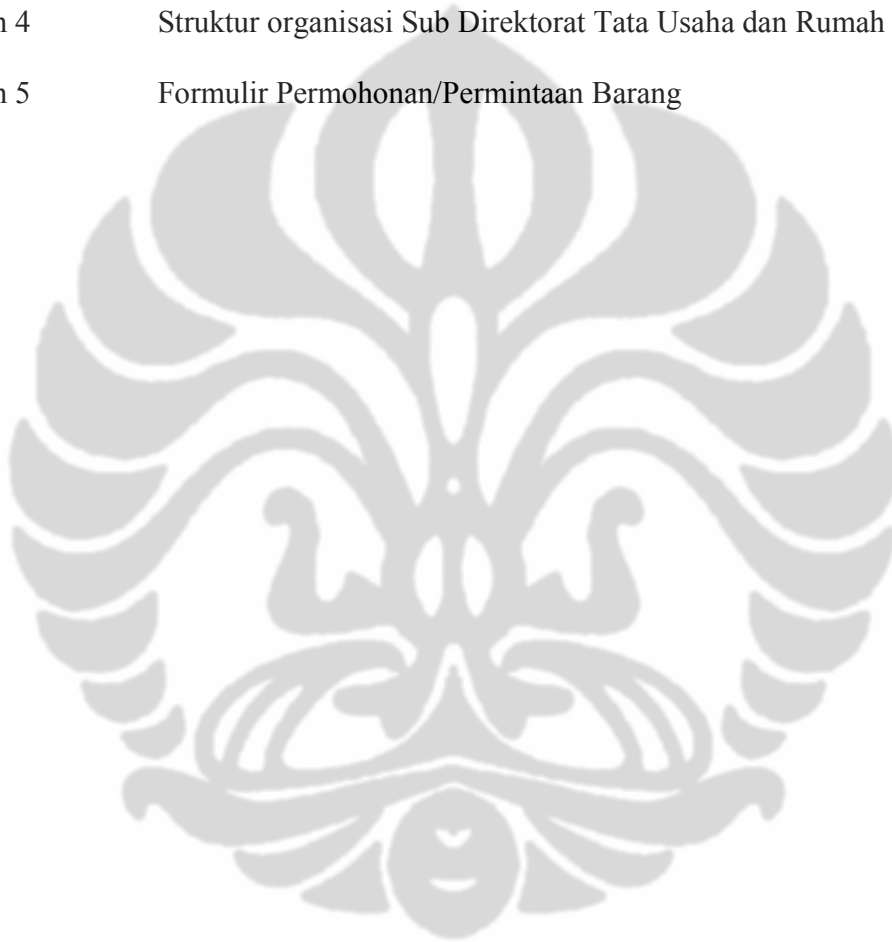 n 4 Struktur organisasi Sub Direktorat Tata Usaha dan Rumah
n 5 Formulir Permohonan/Permintaan Barang